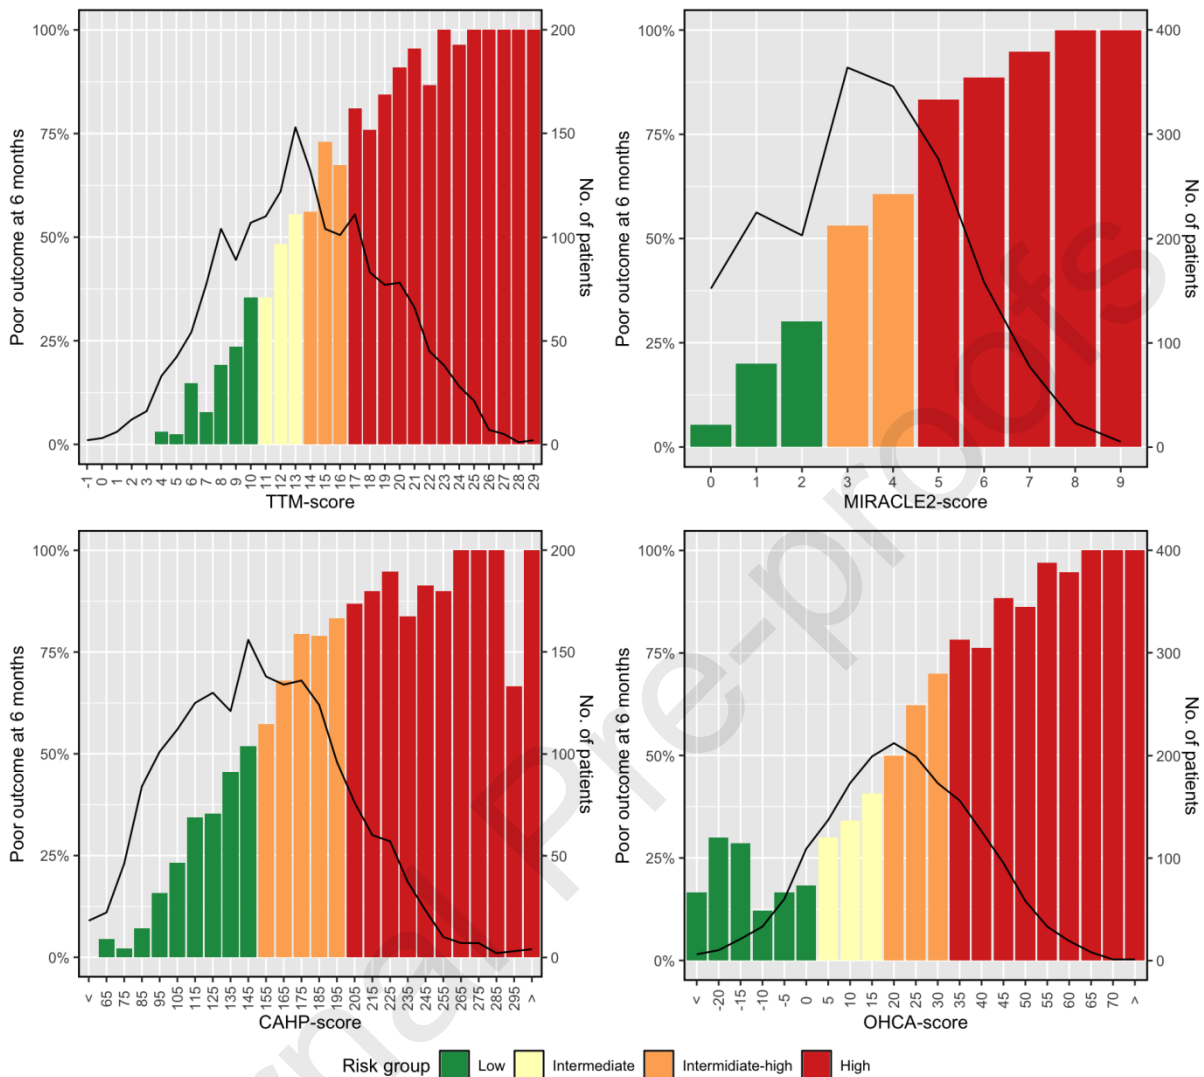 100%
75%
50%
25%
0%
Poor outcome at 6 months
200
150
100
50
0
No. of patients
-1 0 1 2 3 4 5 6 7 8 9 10 11 12 13 14 15 16 17 18 19 20 21 22 23 24 25 26 27 28 29
TTM-score
100%
75%
50%
25%
0%
Poor outcome at 6 months
400
300
200
100
0
No. of patients
0 1 2 3 4 5 6 7 8 9
MIRACLE2-score
100%
75%
50%
25%
0%
Poor outcome at 6 months
200
150
100
50
0
No. of patients
< 65 75 85 95 105 115 125 135 145 155 165 175 185 195 205 215 225 235 245 255 265 275 285 295 >
CAHP-score
100%
75%
50%
25%
0%
Poor outcome at 6 months
400
300
200
100
0
No. of patients
< -20 -15 -10 -5 0 5 10 15 20 25 30 35 40 45 50 55 60 65 70 >
OHCA-score
Risk group Low Intermediate Intermidiate-high High
nal Pre-proofs